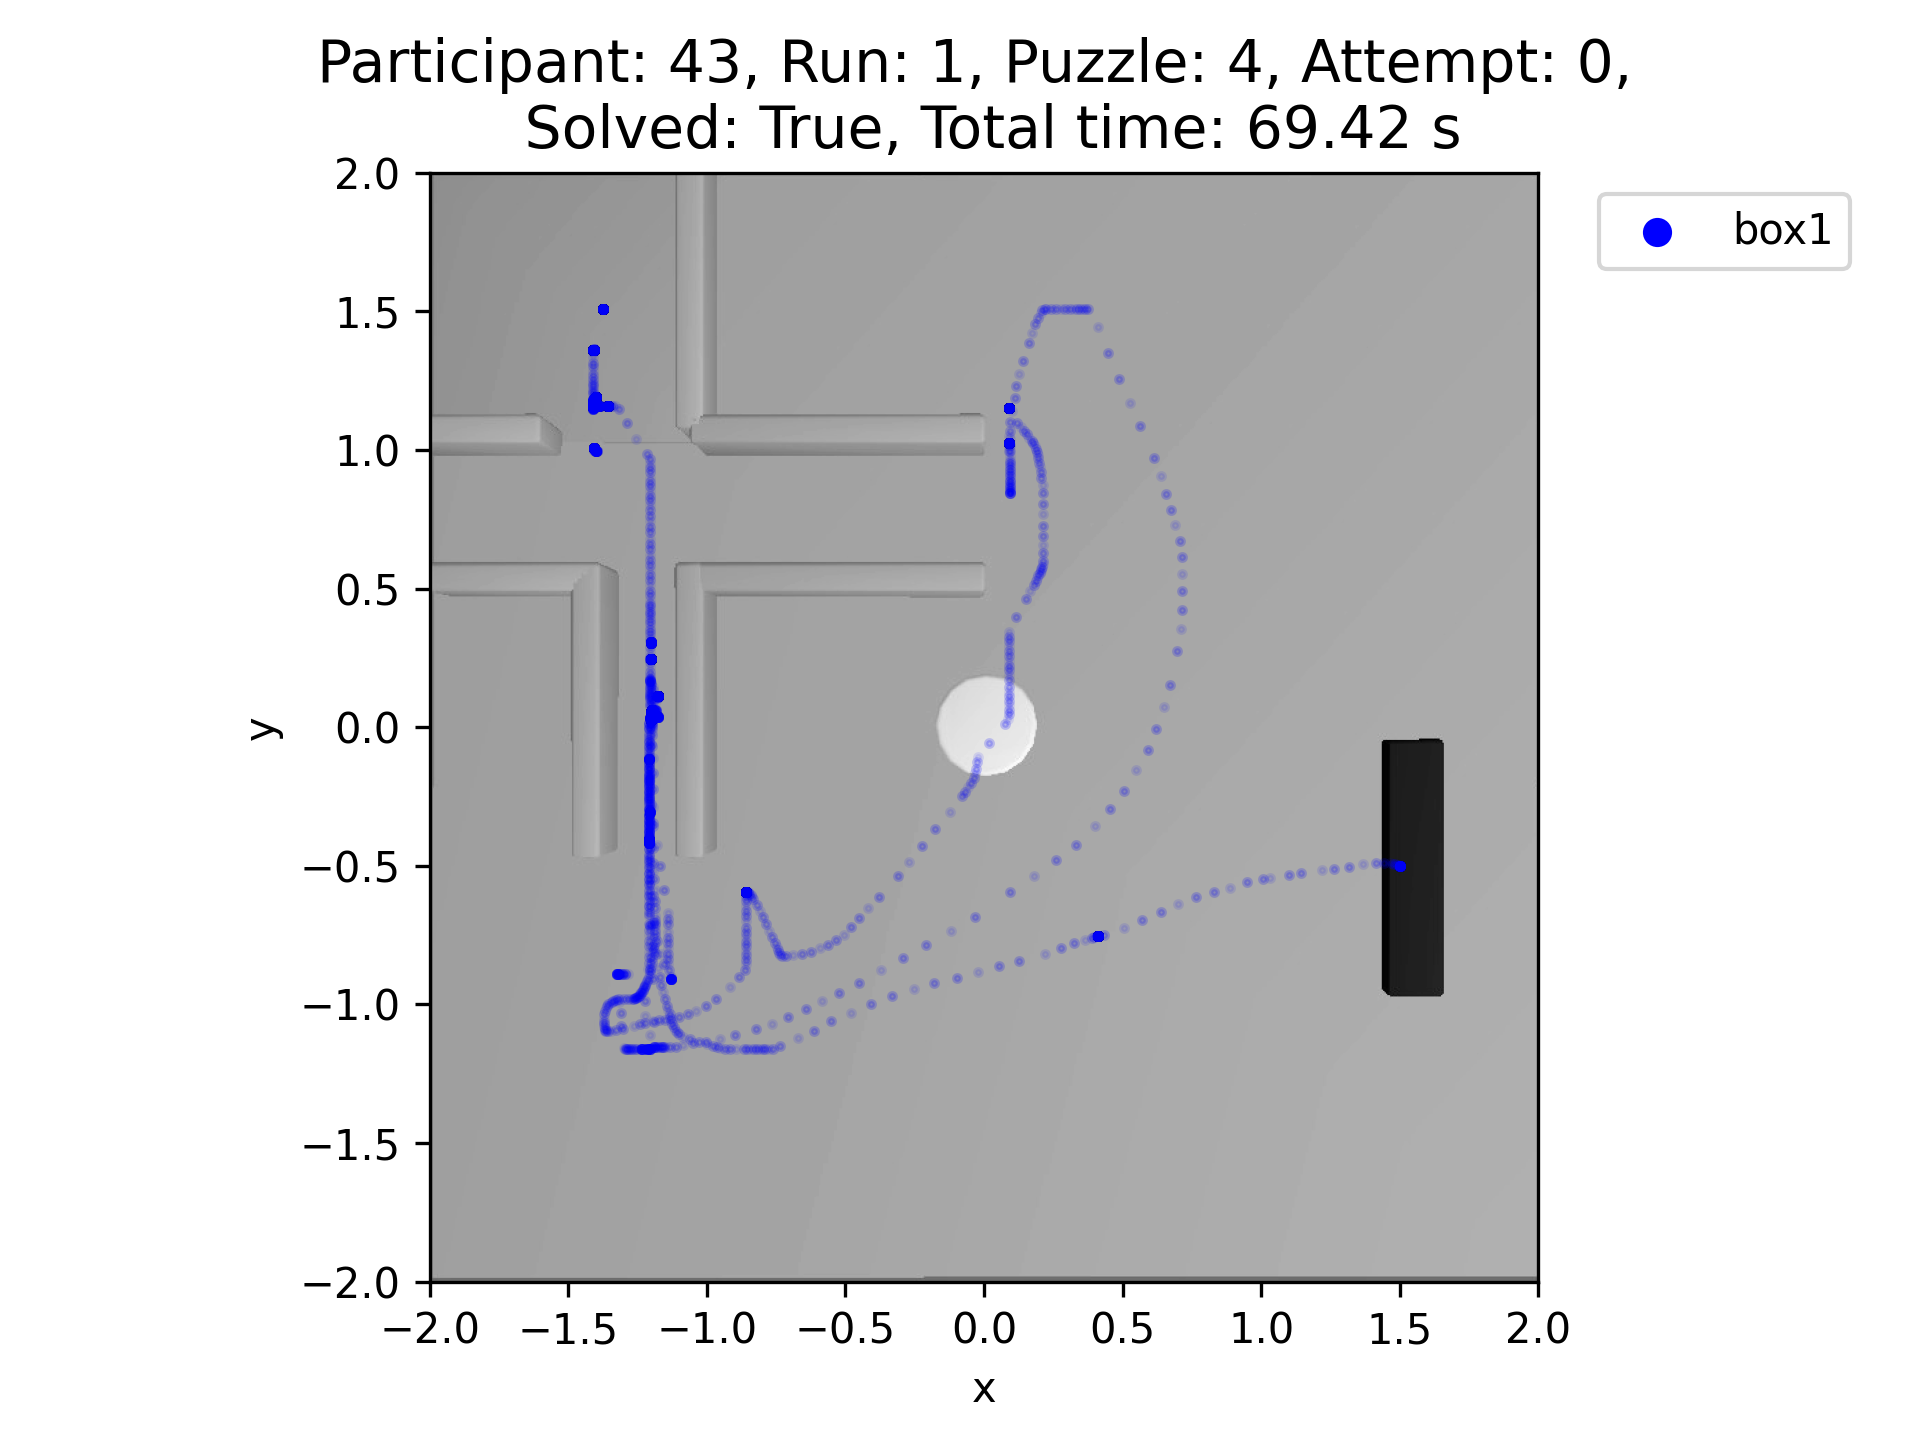 Participant: 43, Run: 1, Puzzle: 4, Attempt: 0,
Solved: True, Total time: 69.42 s
box1
2.0
1.5
1.0
0.5
0.0
−0.5
−1.0
−1.5
−2.0
y
−2.0 −1.5 −1.0 −0.5 0.0 0.5 1.0 1.5 2.0
x